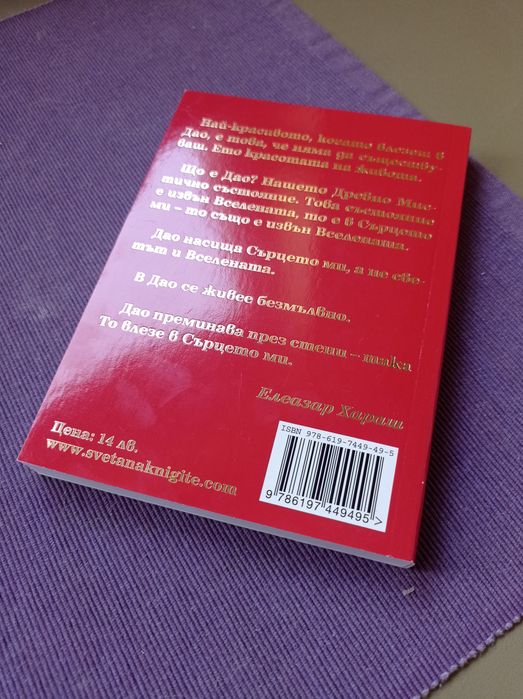 Най-красивото, когато влезеш в
Дао, е това, че няма да съществу-
ваш. Ето красотата на живота.
Що е Дао? Нашето Древно Мис-
тично състояние. Това състояние
е извън Вселената, то е в Сърцето
ми – то също е извън Вселената.
Дао насища Сърцето ми, а не све-
тът и Вселената.
В Дао се живее безмълвно.
Дао преминава през стени – така
То влезе в Сърцето ми.
Елеазар Хараш
Цена: 14 лв.
www.svetanaknigite.com
ISBN 978-619-7449-49-5
9 786197 449495 >